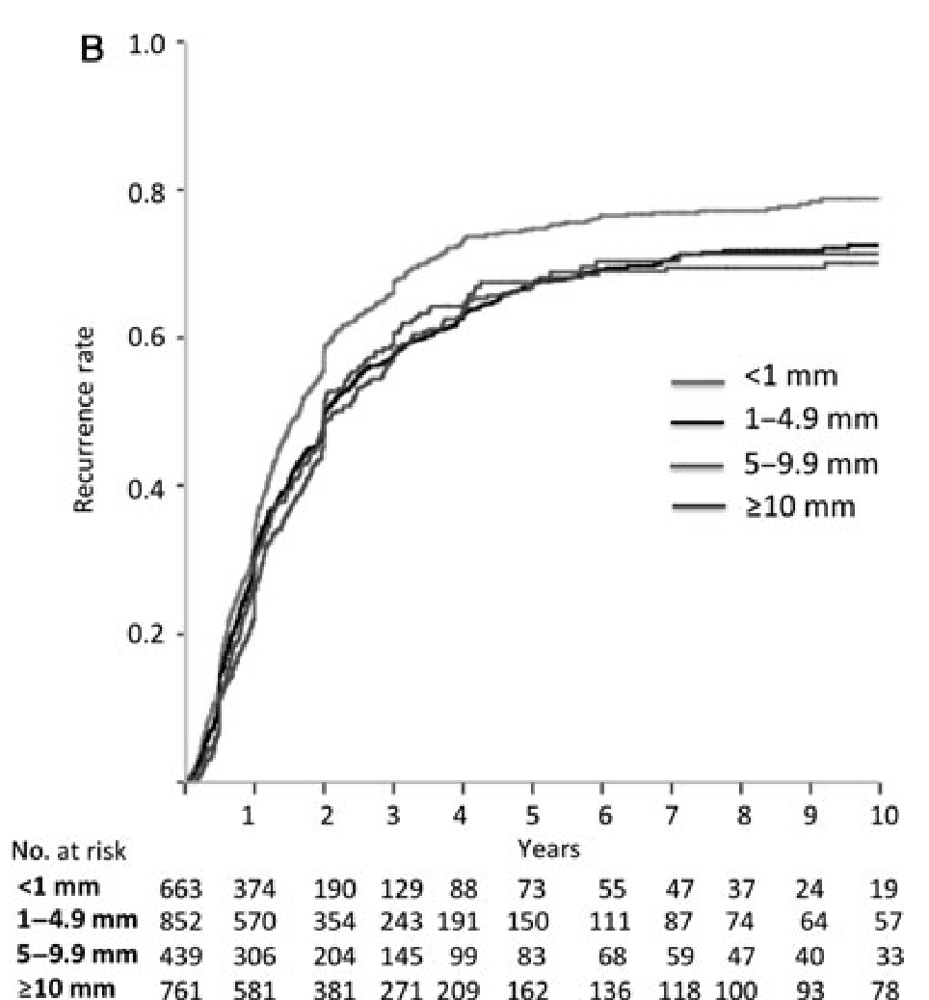 B
1.0
0.8
0.6
0.4
0.2
Recurrence rate
<1 mm
1–4.9 mm
5–9.9 mm
≥10 mm
1 2 3 4 5 6 7 8 9 10
Years
No. at risk
<1 mm 663 374 190 129 88 73 55 47 37 24 19
1–4.9 mm 852 570 354 243 191 150 111 87 74 64 57
5–9.9 mm 439 306 204 145 99 83 68 59 47 40 33
≥10 mm 761 581 381 271 209 162 136 118 100 93 78